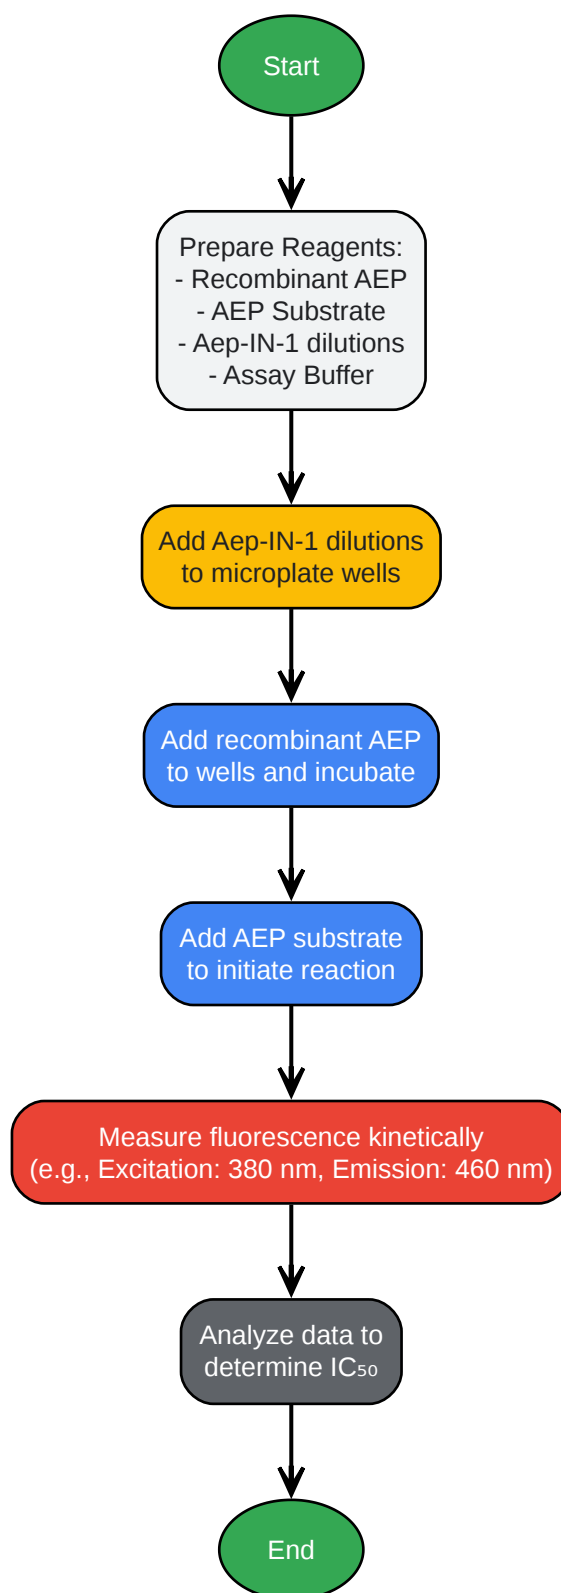 Start
Prepare Reagents:
- Recombinant AEP
- AEP Substrate
- Aep-IN-1 dilutions
- Assay Buffer
Add Aep-IN-1 dilutions
to microplate wells
Add recombinant AEP
to wells and incubate
Add AEP substrate
to initiate reaction
Measure fluorescence kinetically
(e.g., Excitation: 380 nm, Emission: 460 nm)
Analyze data to
determine IC₅₀
End